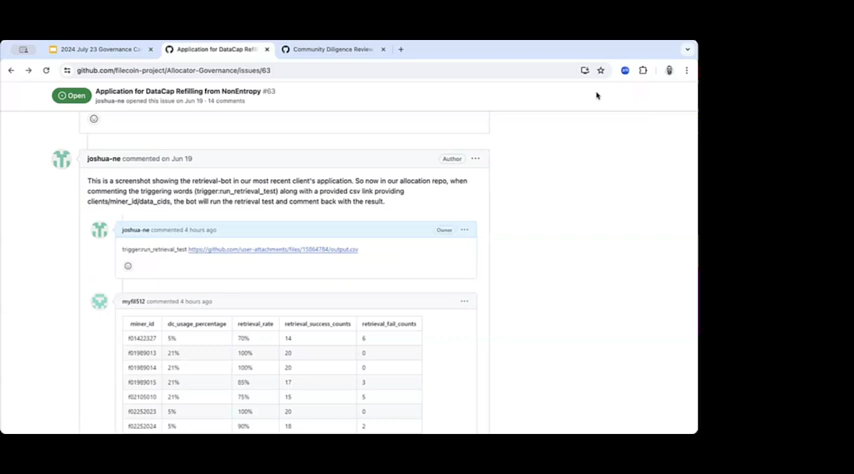 2024 July 23 Governance Ca
Application for DataCap Refill
Community Diligence Review
github.com/filecoin-project/Allocator-Governance/issues/63
Open
Application for DataCap Refilling from NonEntropy #63
joshua-ne opened this issue on Jun 19 · 14 comments
joshua-ne commented on Jun 19
Author
This is a screenshot showing the retrieval-bot in our most recent client's application. So now in our allocation repo, when
commenting the triggering words (trigger:run_retrieval_test) along with a provided csv link providing
clients/miner_id/data_cids, the bot will run the retrieval test and comment back with the result.
joshua-ne commented 4 hours ago
Owner
trigger:run_retrieval_test https://github.com/user-attachments/files/15864784/output.csv
myfil512 commented 4 hours ago
miner_id dc_usage_percentage retrieval_rate retrieval_success_counts retrieval_fail_counts
f01422327 5% 70% 14 6
f01989013 21% 100% 20 0
f01989014 21% 100% 20 0
f01989015 21% 85% 17 3
f02105010 21% 75% 15 5
f02252023 5% 100% 20 0
f02252024 5% 90% 18 2